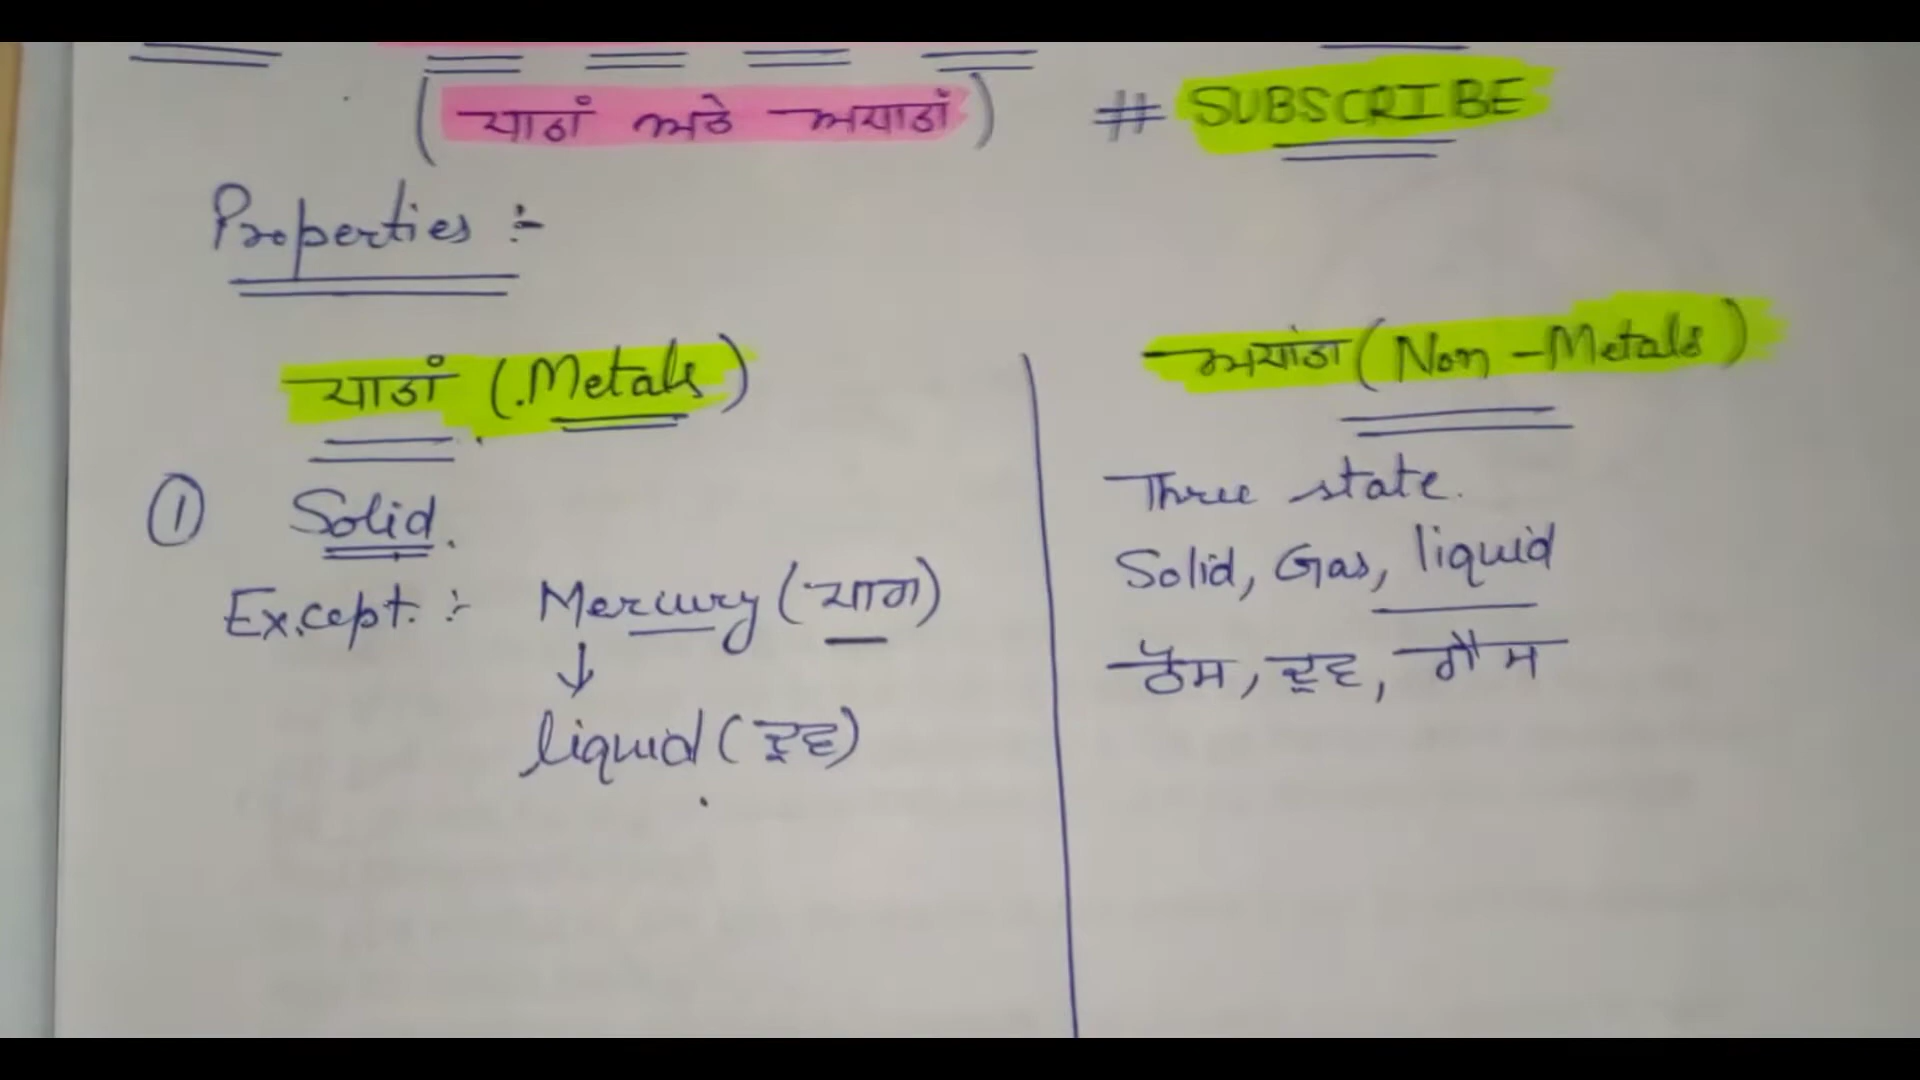 (ਧਾਤਾਂ ਅਤੇ ਅਧਾਤਾਂ)
# SUBSCRIBE
Properties :-
ਧਾਤਾਂ (Metals)
① Solid.
Except :- Mercury (ਪਾਰਾ)
↓
liquid (ਦ੍ਰਵ)
ਅਧਾਤਾਂ (Non-Metals)
Three state.
Solid, Gas, liquid
ਠੋਸ, ਦ੍ਰਵ, ਗੈਸ